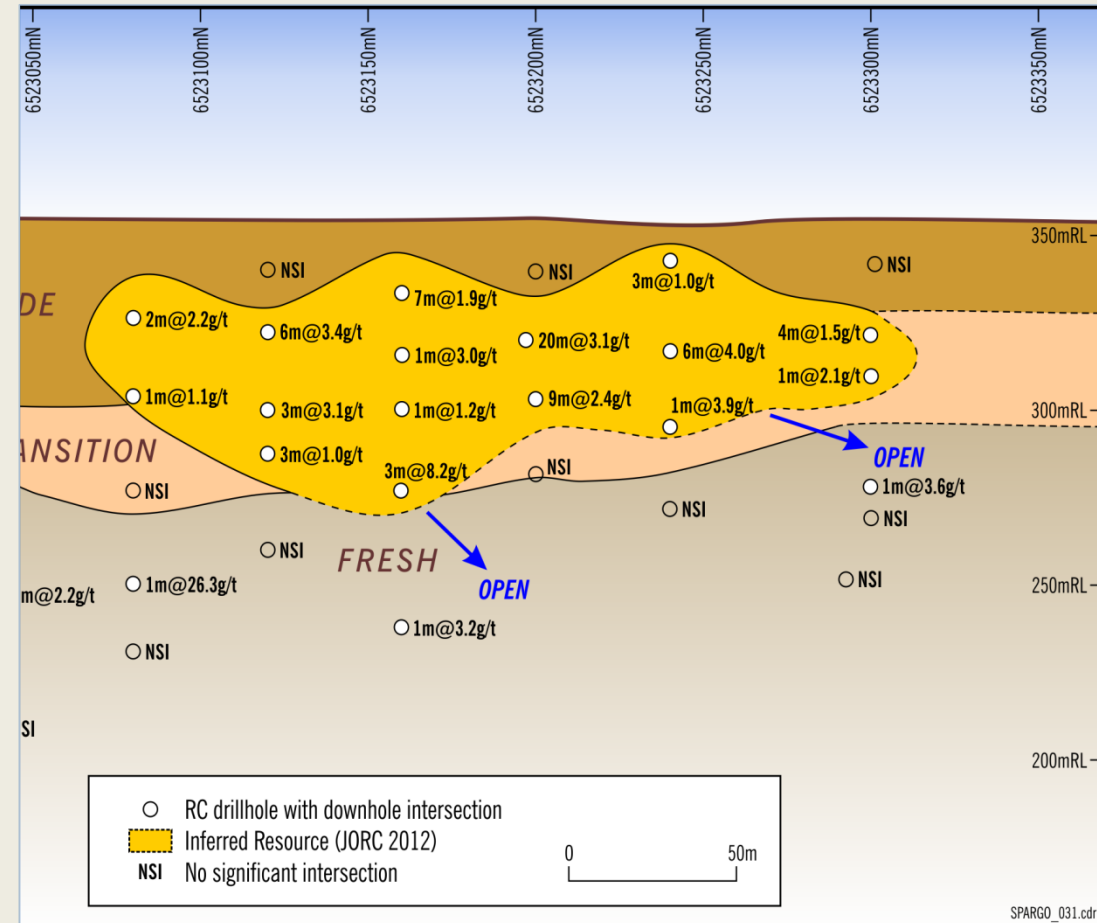 6523050mN
6523100mN
6523150mN
6523200mN
6523250mN
6523300mN
6523350mN
350mRL
NSI
NSI
NSI
3m@1.0g/t
7m@1.9g/t
DE
2m@2.2g/t
6m@3.4g/t
20m@3.1g/t
4m@1.5g/t
1m@3.0g/t
6m@4.0g/t
1m@2.1g/t
1m@1.1g/t
3m@3.1g/t
1m@1.2g/t
9m@2.4g/t
1m@3.9g/t
300mRL
ANSITION
3m@1.0g/t
3m@8.2g/t
NSI
OPEN
NSI
1m@3.6g/t
NSI
NSI
NSI
FRESH
OPEN
NSI
250mRL
m@2.2g/t
1m@26.3g/t
1m@3.2g/t
NSI
SI
200mRL
RC drillhole with downhole intersection
Inferred Resource (JORC 2012)
NSI No significant intersection
0 50m
SPARGO_031.cdr